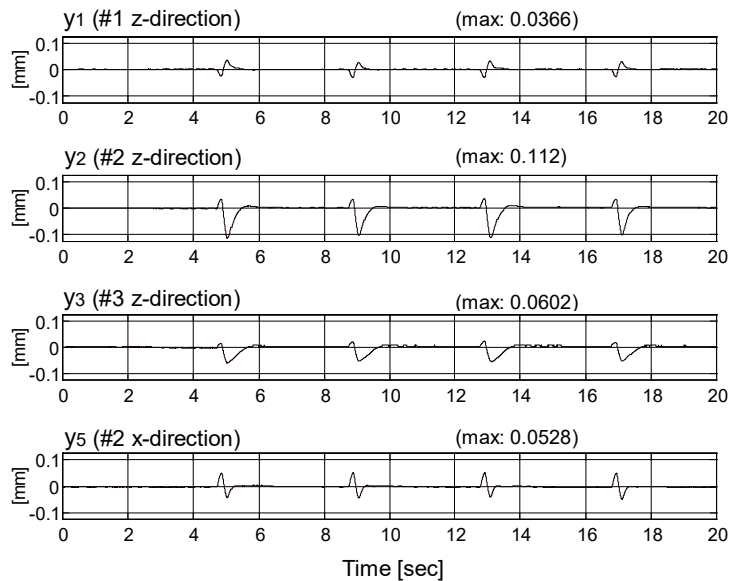 y1 (#1 z-direction) (max: 0.0366)
0.1
0
-0.1
[mm]
0 2 4 6 8 10 12 14 16 18 20
y2 (#2 z-direction) (max: 0.112)
0.1
0
-0.1
[mm]
0 2 4 6 8 10 12 14 16 18 20
y3 (#3 z-direction) (max: 0.0602)
0.1
0
-0.1
[mm]
0 2 4 6 8 10 12 14 16 18 20
y5 (#2 x-direction) (max: 0.0528)
0.1
0
-0.1
[mm]
0 2 4 6 8 10 12 14 16 18 20
Time [sec]